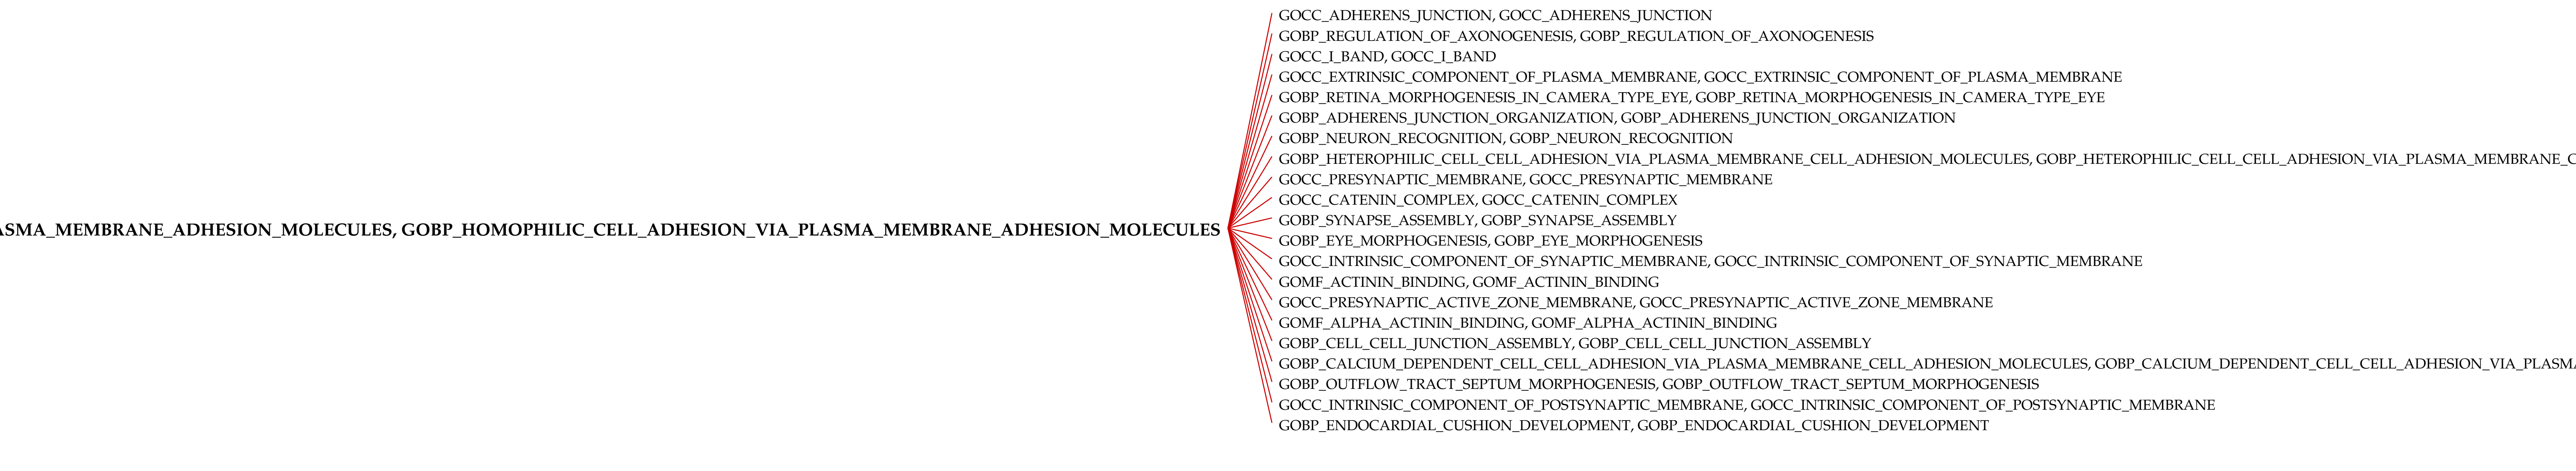 GOCC_ADHERENS_JUNCTION, GOCC_ADHERENS_JUNCTION
GOBP_REGULATION_OF_AXONOGENESIS, GOBP_REGULATION_OF_AXONOGENESIS
GOCC_I_BAND, GOCC_I_BAND
GOCC_EXTRINSIC_COMPONENT_OF_PLASMA_MEMBRANE, GOCC_EXTRINSIC_COMPONENT_OF_PLASMA_MEMBRANE
GOBP_RETINA_MORPHOGENESIS_IN_CAMERA_TYPE_EYE, GOBP_RETINA_MORPHOGENESIS_IN_CAMERA_TYPE_EYE
GOBP_ADHERENS_JUNCTION_ORGANIZATION, GOBP_ADHERENS_JUNCTION_ORGANIZATION
GOBP_NEURON_RECOGNITION, GOBP_NEURON_RECOGNITION
GOBP_HETEROPHILIC_CELL_CELL_ADHESION_VIA_PLASMA_MEMBRANE_CELL_ADHESION_MOLECULES, GOBP_HETEROPHILIC_CELL_CELL_ADHESION_VIA_PLASMA_MEMBRANE_C
GOCC_PRESYNAPTIC_MEMBRANE, GOCC_PRESYNAPTIC_MEMBRANE
GOCC_CATENIN_COMPLEX, GOCC_CATENIN_COMPLEX
GOBP_SYNAPSE_ASSEMBLY, GOBP_SYNAPSE_ASSEMBLY
ASMA_MEMBRANE_ADHESION_MOLECULES, GOBP_HOMOPHILIC_CELL_ADHESION_VIA_PLASMA_MEMBRANE_ADHESION_MOLECULES
GOBP_EYE_MORPHOGENESIS, GOBP_EYE_MORPHOGENESIS
GOCC_INTRINSIC_COMPONENT_OF_SYNAPTIC_MEMBRANE, GOCC_INTRINSIC_COMPONENT_OF_SYNAPTIC_MEMBRANE
GOMF_ACTININ_BINDING, GOMF_ACTININ_BINDING
GOCC_PRESYNAPTIC_ACTIVE_ZONE_MEMBRANE, GOCC_PRESYNAPTIC_ACTIVE_ZONE_MEMBRANE
GOMF_ALPHA_ACTININ_BINDING, GOMF_ALPHA_ACTININ_BINDING
GOBP_CELL_CELL_JUNCTION_ASSEMBLY, GOBP_CELL_CELL_JUNCTION_ASSEMBLY
GOBP_CALCIUM_DEPENDENT_CELL_CELL_ADHESION_VIA_PLASMA_MEMBRANE_CELL_ADHESION_MOLECULES, GOBP_CALCIUM_DEPENDENT_CELL_CELL_ADHESION_VIA_PLASMA
GOBP_OUTFLOW_TRACT_SEPTUM_MORPHOGENESIS, GOBP_OUTFLOW_TRACT_SEPTUM_MORPHOGENESIS
GOCC_INTRINSIC_COMPONENT_OF_POSTSYNAPTIC_MEMBRANE, GOCC_INTRINSIC_COMPONENT_OF_POSTSYNAPTIC_MEMBRANE
GOBP_ENDOCARDIAL_CUSHION_DEVELOPMENT, GOBP_ENDOCARDIAL_CUSHION_DEVELOPMENT